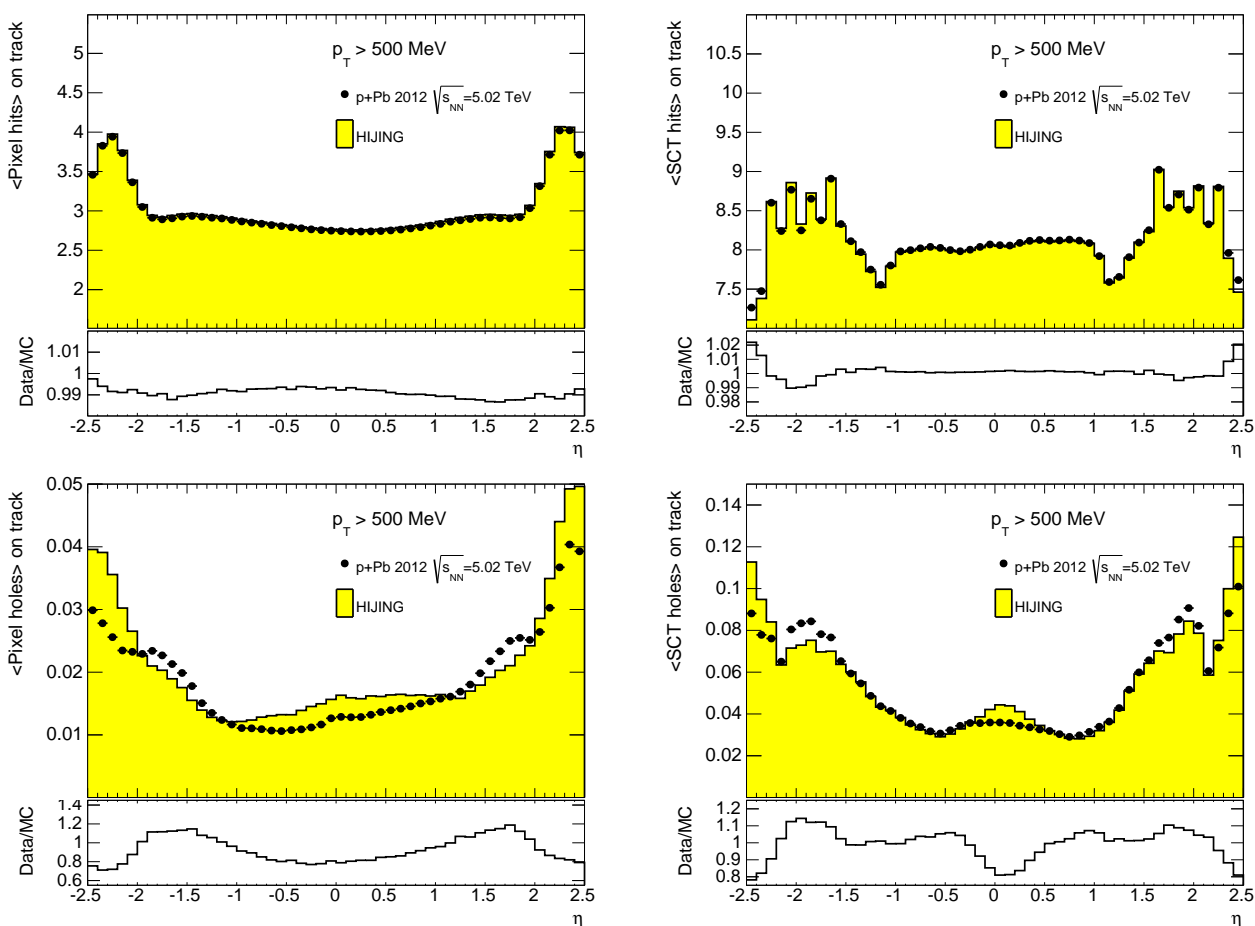 <Pixel hits> on track
5
4.5
4
3.5
3
2.5
2
p_T > 500 MeV
p+Pb 2012 √s_NN=5.02 TeV
HIJING
Data/MC
1.01
1
0.99
-2.5 -2 -1.5 -1 -0.5 0 0.5 1 1.5 2 2.5
η
<SCT hits> on track
10.5
10
9.5
9
8.5
8
7.5
p_T > 500 MeV
p+Pb 2012 √s_NN=5.02 TeV
HIJING
Data/MC
1.02
1.01
1
0.99
0.98
-2.5 -2 -1.5 -1 -0.5 0 0.5 1 1.5 2 2.5
η
<Pixel holes> on track
0.05
0.04
0.03
0.02
0.01
p_T > 500 MeV
p+Pb 2012 √s_NN=5.02 TeV
HIJING
Data/MC
1.4
1.2
1
0.8
0.6
-2.5 -2 -1.5 -1 -0.5 0 0.5 1 1.5 2 2.5
η
<SCT holes> on track
0.14
0.12
0.1
0.08
0.06
0.04
0.02
p_T > 500 MeV
p+Pb 2012 √s_NN=5.02 TeV
HIJING
Data/MC
1.2
1.1
1
0.9
0.8
-2.5 -2 -1.5 -1 -0.5 0 0.5 1 1.5 2 2.5
η